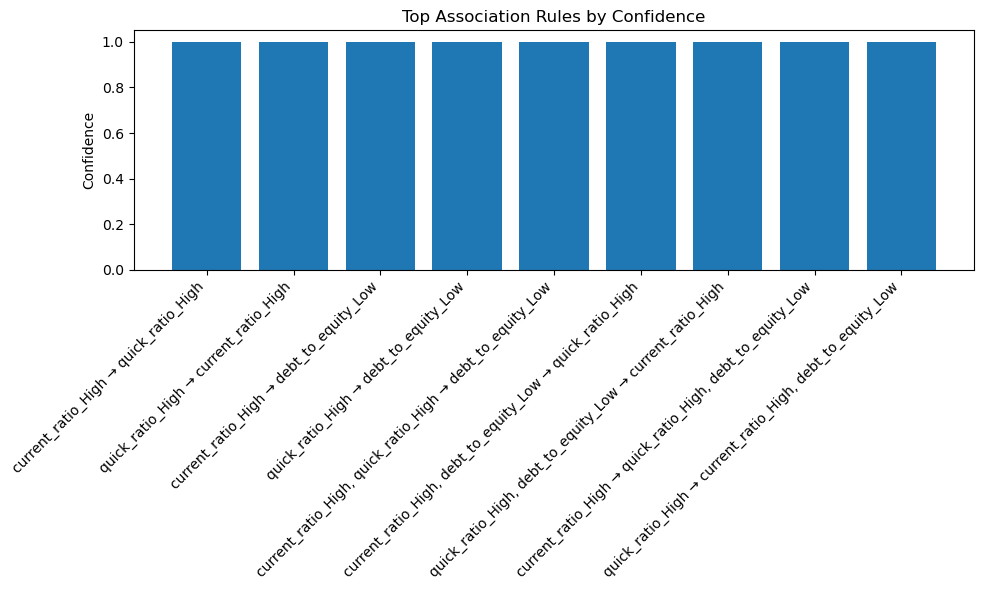 Top Association Rules by Confidence
Confidence
1.0
0.8
0.6
0.4
0.2
0.0
current_ratio_High → quick_ratio_High
quick_ratio_High → current_ratio_High
current_ratio_High → debt_to_equity_Low
quick_ratio_High → debt_to_equity_Low
current_ratio_High, quick_ratio_High → debt_to_equity_Low
current_ratio_High, debt_to_equity_Low → quick_ratio_High
quick_ratio_High, debt_to_equity_Low → current_ratio_High
current_ratio_High → quick_ratio_High, debt_to_equity_Low
quick_ratio_High → current_ratio_High, debt_to_equity_Low